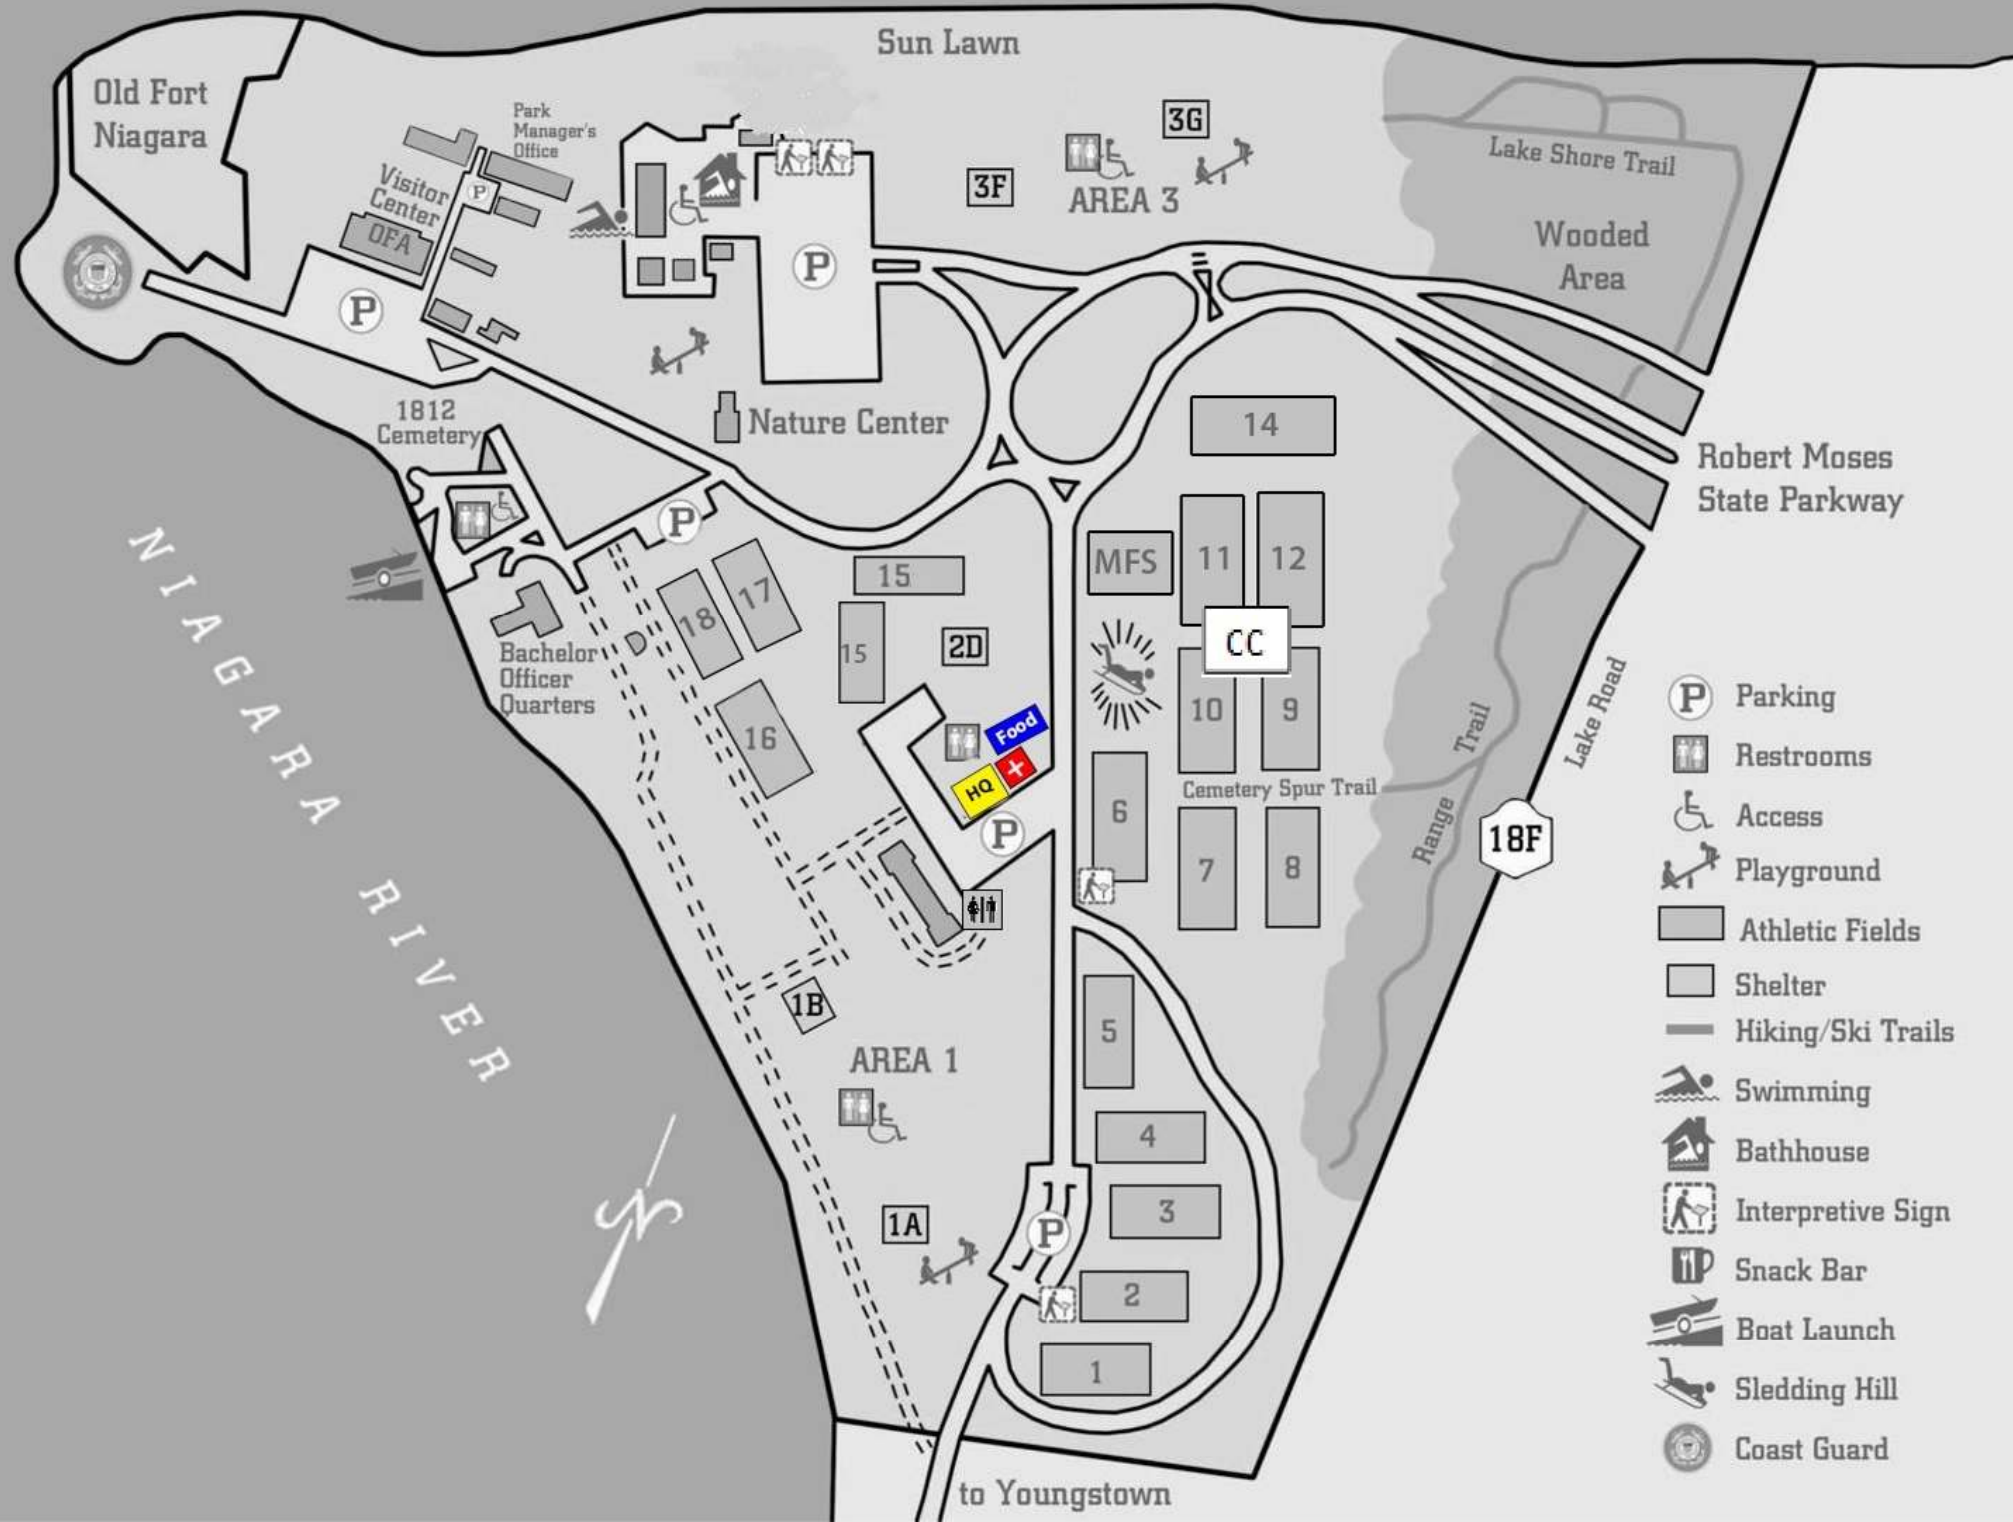 Sun Lawn
Old Fort
Niagara
Park
Manager's
Office
Visitor
Center
OFA
P
P
P
3G
3F
AREA 3
Lake Shore Trail
Wooded
Area
1812
Cemetery
Nature Center
14
Robert Moses
State Parkway
P
MFS
11
12
15
15
17
18
16
2D
CC
10
9
Bachelor
Officer
Quarters
Food
+
HQ
P
6
Cemetery Spur Trail
7
8
Range
Trail
Lake Road
18F
NIAGARA RIVER
N
1B
AREA 1
5
4
3
1A
P
2
1
to Youngstown
P Parking
Restrooms
Access
Playground
Athletic Fields
Shelter
Hiking/Ski Trails
Swimming
Bathhouse
Interpretive Sign
Snack Bar
Boat Launch
Sledding Hill
Coast Guard